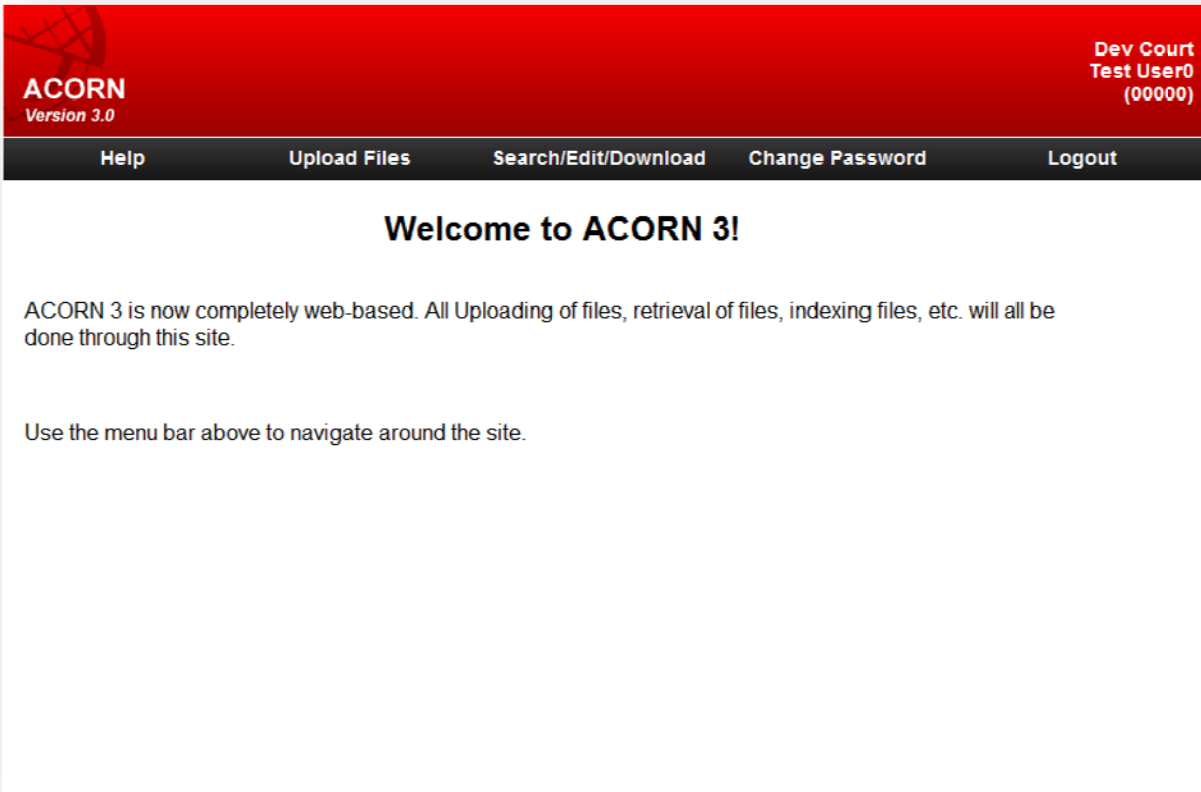 ACORN
Version 3.0
Dev Court
Test User0
(00000)
Help Upload Files Search/Edit/Download Change Password Logout
Welcome to ACORN 3!
ACORN 3 is now completely web-based. All Uploading of files, retrieval of files, indexing files, etc. will all be
done through this site.
Use the menu bar above to navigate around the site.